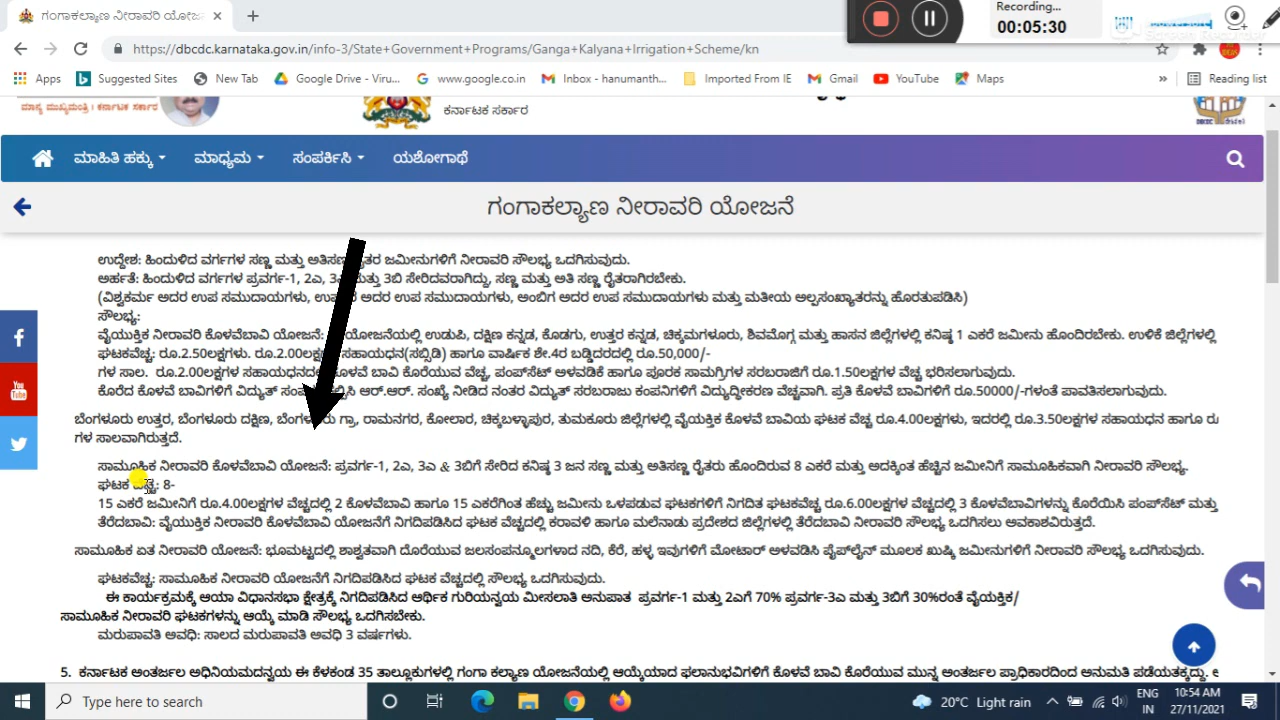 ಗಂಗಾಕಲ್ಯಾಣ ನೀರಾವರಿ ಯೋಜ
Recording...
00:05:30
Screen Recorder
https://dbcdc.karnataka.gov.in/info-3/State+Government+Programs/Ganga+Kalyana+Irrigation+Scheme/kn
Apps Suggested Sites New Tab Google Drive - Viru... www.google.co.in Inbox - hanumanth... Imported From IE Gmail YouTube Maps » Reading list
ಮಾನ್ಯ ಮುಖ್ಯಮಂತ್ರಿ ಕರ್ನಾಟಕ ಸರ್ಕಾರ
ಕರ್ನಾಟಕ ಸರ್ಕಾರ
ಮಾಹಿತಿ ಹಕ್ಕು ಮಾಧ್ಯಮ ಸಂಪರ್ಕಿಸಿ ಯಶೋಗಾಥೆ
ಗಂಗಾಕಲ್ಯಾಣ ನೀರಾವರಿ ಯೋಜನೆ
ಉದ್ದೇಶ: ಹಿಂದುಳಿದ ವರ್ಗಗಳ ಸಣ್ಣ ಮತ್ತು ಅತಿಸಣ್ಣ ರೈತರ ಜಮೀನುಗಳಿಗೆ ನೀರಾವರಿ ಸೌಲಭ್ಯ ಒದಗಿಸುವುದು.
ಅರ್ಹತೆ: ಹಿಂದುಳಿದ ವರ್ಗಗಳ ಪ್ರವರ್ಗ-1, 2ಎ, 3ಎ ಮತ್ತು 3ಬಿ ಸೇರಿದವರಾಗಿದ್ದು, ಸಣ್ಣ ಮತ್ತು ಅತಿ ಸಣ್ಣ ರೈತರಾಗಿರಬೇಕು.
(ವಿಶ್ವಕರ್ಮ ಅದರ ಉಪ ಸಮುದಾಯಗಳು, ಅದರ ಉಪ ಸಮುದಾಯಗಳು, ಅಂಬಿಗ ಅದರ ಉಪ ಸಮುದಾಯಗಳು ಮತ್ತು ಮತೀಯ ಅಲ್ಪಸಂಖ್ಯಾತರನ್ನು ಹೊರತುಪಡಿಸಿ)
ಸೌಲಭ್ಯ:
ವೈಯುಕ್ತಿಕ ನೀರಾವರಿ ಕೊಳವೆಬಾವಿ ಯೋಜನೆ: ಯೋಜನೆಯಲ್ಲಿ ಉಡುಪಿ, ದಕ್ಷಿಣ ಕನ್ನಡ, ಕೊಡಗು, ಉತ್ತರ ಕನ್ನಡ, ಚಿಕ್ಕಮಗಳೂರು, ಶಿವಮೊಗ್ಗ ಮತ್ತು ಹಾಸನ ಜಿಲ್ಲೆಗಳಲ್ಲಿ ಕನಿಷ್ಠ 1 ಎಕರೆ ಜಮೀನು ಹೊಂದಿರಬೇಕು. ಉಳಿಕೆ ಜಿಲ್ಲೆಗಳಲ್ಲಿ
ಘಟಕವೆಚ್ಚ: ರೂ.2.50ಲಕ್ಷಗಳು. ರೂ.2.00ಲಕ್ಷ ಸಹಾಯಧನ(ಸಬ್ಸಿಡಿ) ಹಾಗೂ ವಾರ್ಷಿಕ ಶೇ.4ರ ಬಡ್ಡಿದರದಲ್ಲಿ ರೂ.50,000/-
ಗಳ ಸಾಲ. ರೂ.2.00ಲಕ್ಷಗಳ ಸಹಾಯಧನದಲ್ಲಿ ಕೊಳವೆ ಬಾವಿ ಕೊರೆಯುವ ವೆಚ್ಚ, ಪಂಪ್‌ಸೆಟ್ ಅಳವಡಿಕೆ ಹಾಗೂ ಪೂರಕ ಸಾಮಗ್ರಿಗಳ ಸರಬರಾಜಿಗೆ ರೂ.1.50ಲಕ್ಷಗಳ ವೆಚ್ಚ ಭರಿಸಲಾಗುವುದು.
ಕೊರೆದ ಕೊಳವೆ ಬಾವಿಗಳಿಗೆ ವಿದ್ಯುತ್ ಆರ್.ಆರ್. ಸಂಖ್ಯೆ ನೀಡಿದ ನಂತರ ವಿದ್ಯುತ್ ಸರಬರಾಜು ಕಂಪನಿಗಳಿಗೆ ವಿದ್ಯುದ್ದೀಕರಣ ವೆಚ್ಚವಾಗಿ. ಪ್ರತಿ ಕೊಳವೆ ಬಾವಿಗಳಿಗೆ ರೂ.50000/-ಗಳಂತೆ ಪಾವತಿಸಲಾಗುವುದು.
ಬೆಂಗಳೂರು ಉತ್ತರ, ಬೆಂಗಳೂರು ದಕ್ಷಿಣ, ಬೆಂಗಳೂರು ಗ್ರಾ, ರಾಮನಗರ, ಕೋಲಾರ, ಚಿಕ್ಕಬಳ್ಳಾಪುರ, ತುಮಕೂರು ಜಿಲ್ಲೆಗಳಲ್ಲಿ ವೈಯಕ್ತಿಕ ಕೊಳವೆ ಬಾವಿಯ ಘಟಕ ವೆಚ್ಚ ರೂ.4.00ಲಕ್ಷಗಳು, ಇದರಲ್ಲಿ ರೂ.3.50ಲಕ್ಷಗಳ ಸಹಾಯಧನ ಹಾಗೂ ರು
ಗಳ ಸಾಲವಾಗಿರುತ್ತದೆ.
ಸಾಮೂಹಿಕ ನೀರಾವರಿ ಕೊಳವೆಬಾವಿ ಯೋಜನೆ: ಪ್ರವರ್ಗ-1, 2ಎ, 3ಎ & 3ಬಿಗೆ ಸೇರಿದ ಕನಿಷ್ಠ 3 ಜನ ಸಣ್ಣ ಮತ್ತು ಅತಿಸಣ್ಣ ರೈತರು ಹೊಂದಿರುವ 8 ಎಕರೆ ಮತ್ತು ಅದಕ್ಕಿಂತ ಹೆಚ್ಚಿನ ಜಮೀನಿಗೆ ಸಾಮೂಹಿಕವಾಗಿ ನೀರಾವರಿ ಸೌಲಭ್ಯ.
ಘಟಕ ವೆಚ್ಚ: 8-
15 ಎಕರೆ ಜಮೀನಿಗೆ ರೂ.4.00ಲಕ್ಷಗಳ ವೆಚ್ಚದಲ್ಲಿ 2 ಕೊಳವೆಬಾವಿ ಹಾಗೂ 15 ಎಕರೆಗಿಂತ ಹೆಚ್ಚು ಜಮೀನು ಒಳಪಡುವ ಘಟಕಗಳಿಗೆ ನಿಗದಿತ ಘಟಕವೆಚ್ಚ ರೂ.6.00ಲಕ್ಷಗಳ ವೆಚ್ಚದಲ್ಲಿ 3 ಕೊಳವೆಬಾವಿಗಳನ್ನು ಕೊರೆಯಿಸಿ ಪಂಪ್‌ಸೆಟ್ ಮತ್ತು
ತೆರೆದಬಾವಿ: ವೈಯುಕ್ತಿಕ ನೀರಾವರಿ ಕೊಳವೆಬಾವಿ ಯೋಜನೆಗೆ ನಿಗದಿಪಡಿಸಿದ ಘಟಕ ವೆಚ್ಚದಲ್ಲಿ ಕರಾವಳಿ ಹಾಗೂ ಮಲೆನಾಡು ಪ್ರದೇಶದ ಜಿಲ್ಲೆಗಳಲ್ಲಿ ತೆರೆದಬಾವಿ ನೀರಾವರಿ ಸೌಲಭ್ಯ ಒದಗಿಸಲು ಅವಕಾಶವಿರುತ್ತದೆ.
ಸಾಮೂಹಿಕ ಏತ ನೀರಾವರಿ ಯೋಜನೆ: ಭೂಮಟ್ಟದಲ್ಲಿ ಶಾಶ್ವತವಾಗಿ ದೊರೆಯುವ ಜಲಸಂಪನ್ಮೂಲಗಳಾದ ನದಿ, ಕೆರೆ, ಹಳ್ಳ ಇವುಗಳಿಗೆ ಮೋಟಾರ್ ಅಳವಡಿಸಿ ಪೈಪ್‌ಲೈನ್ ಮೂಲಕ ಖುಷ್ಕಿ ಜಮೀನುಗಳಿಗೆ ನೀರಾವರಿ ಸೌಲಭ್ಯ ಒದಗಿಸುವುದು.
ಘಟಕವೆಚ್ಚ: ಸಾಮೂಹಿಕ ನೀರಾವರಿ ಯೋಜನೆಗೆ ನಿಗದಿಪಡಿಸಿದ ಘಟಕ ವೆಚ್ಚದಲ್ಲಿ ಸೌಲಭ್ಯ ಒದಗಿಸುವುದು.
ಈ ಕಾರ್ಯಕ್ರಮಕ್ಕೆ ಆಯಾ ವಿಧಾನಸಭಾ ಕ್ಷೇತ್ರಕ್ಕೆ ನಿಗದಿಪಡಿಸಿದ ಆರ್ಥಿಕ ಗುರಿಯನ್ವಯ ಮೀಸಲಾತಿ ಅನುಪಾತ ಪ್ರವರ್ಗ-1 ಮತ್ತು 2ಎಗೆ 70% ಪ್ರವರ್ಗ-3ಎ ಮತ್ತು 3ಬಿಗೆ 30%ರಂತೆ ವೈಯಕ್ತಿಕ/
ಸಾಮೂಹಿಕ ನೀರಾವರಿ ಘಟಕಗಳನ್ನು ಆಯ್ಕೆ ಮಾಡಿ ಸೌಲಭ್ಯ ಒದಗಿಸಬೇಕು.
ಮರುಪಾವತಿ ಅವಧಿ: ಸಾಲದ ಮರುಪಾವತಿ ಅವಧಿ 3 ವರ್ಷಗಳು.
5. ಕರ್ನಾಟಕ ಅಂತರ್ಜಲ ಅಧಿನಿಯಮದನ್ವಯ ಈ ಕೆಳಕಂಡ 35 ತಾಲ್ಲೂಕುಗಳಲ್ಲಿ ಗಂಗಾ ಕಲ್ಯಾಣ ಯೋಜನೆಯಲ್ಲಿ ಆಯ್ಕೆಯಾದ ಫಲಾನುಭವಿಗಳಿಗೆ ಕೊಳವೆ ಬಾವಿ ಕೊರೆಯುವ ಮುನ್ನ ಅಂತರ್ಜಲ ಪ್ರಾಧಿಕಾರದಿಂದ ಅನುಮತಿ ಪಡೆಯತಕ್ಕದ್ದು.
Type here to search
20°C Light rain
ENG
IN
10:54 AM
27/11/2021